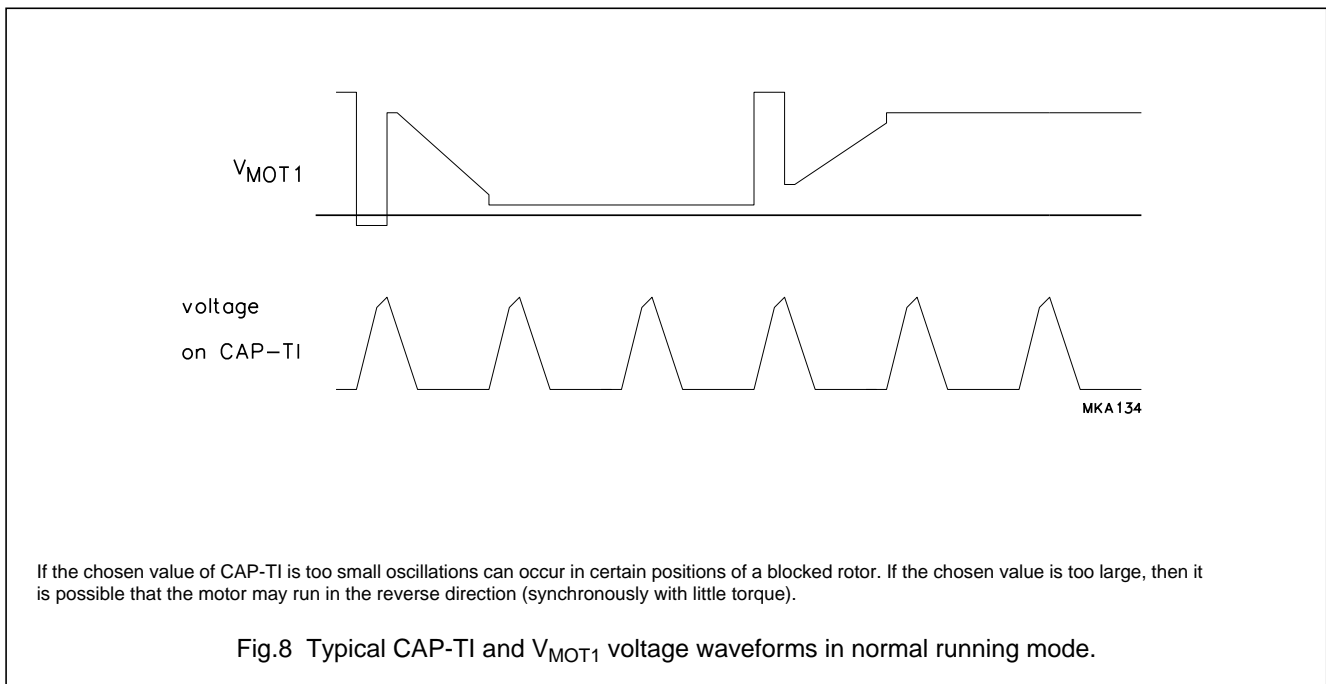 VMOT1
voltage
on CAP-TI
MKA134
If the chosen value of CAP-TI is too small oscillations can occur in certain positions of a blocked rotor. If the chosen value is too large, then it
is possible that the motor may run in the reverse direction (synchronously with little torque).
Fig.8 Typical CAP-TI and VMOT1 voltage waveforms in normal running mode.